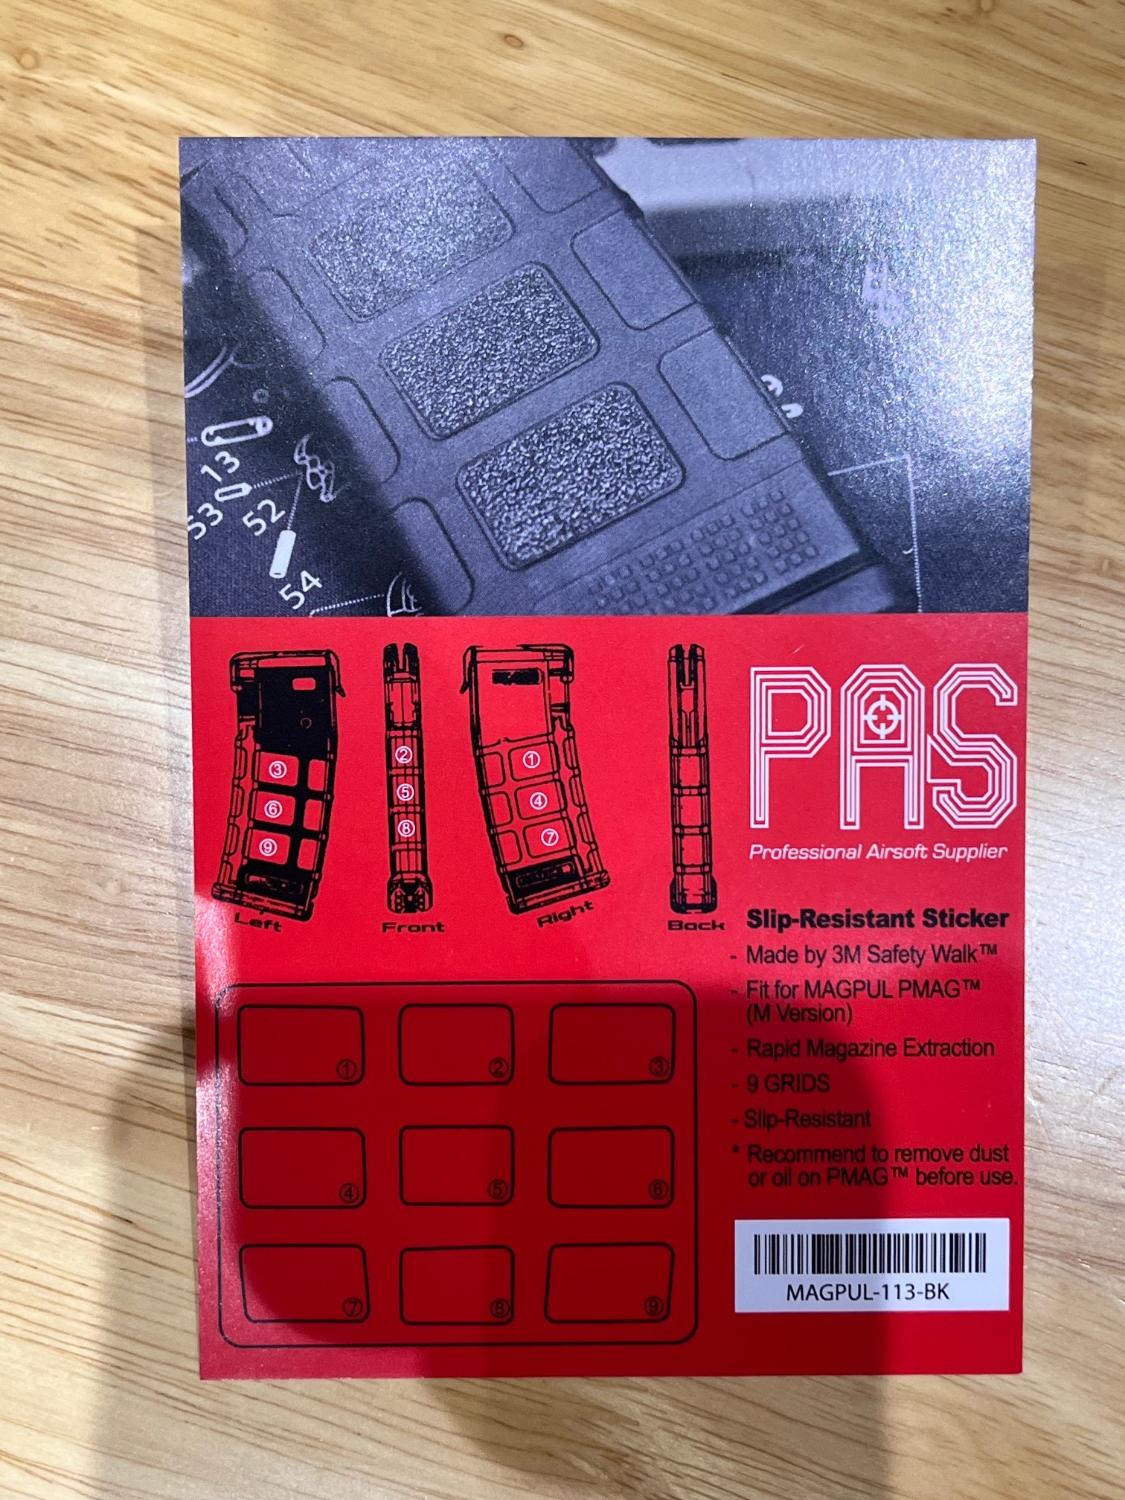 13
53
52
54
③
⑥
⑨
Left
②
⑤
⑧
Front
①
④
⑦
Right
Back
PAS
Professional Airsoft Supplier
Slip-Resistant Sticker
- Made by 3M Safety Walk™
- Fit for MAGPUL PMAG™
(M Version)
- Rapid Magazine Extraction
- 9 GRIDS
- Slip-Resistant
* Recommend to remove dust
or oil on PMAG™ before use.
① ② ③
④ ⑤ ⑥
⑦ ⑧ ⑨
MAGPUL-113-BK